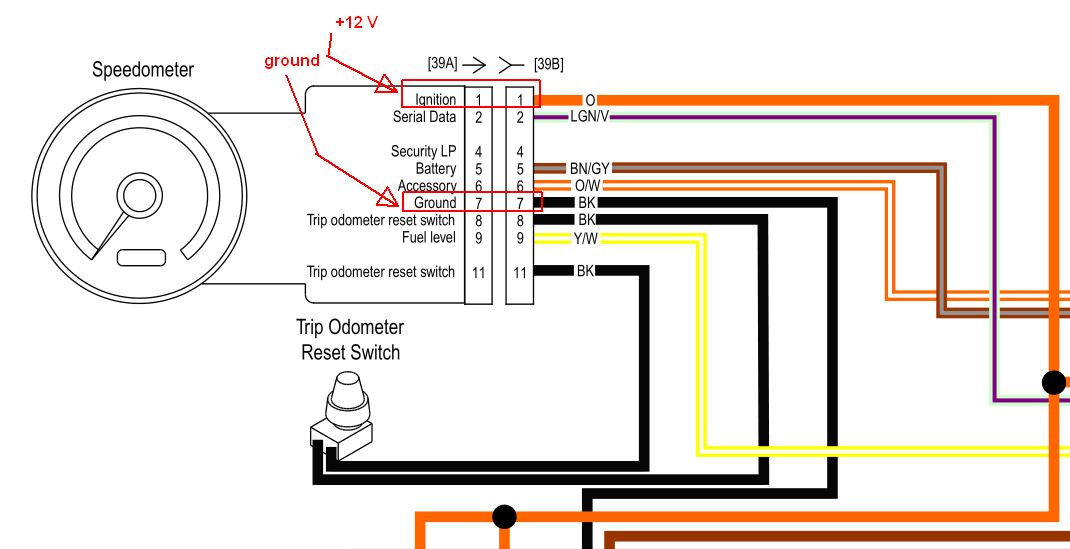 +12 V
ground
[39A] [39B]
Speedometer
Ignition 1 1 O
Serial Data 2 2 LGN/V
Security LP 4 4
Battery 5 5 BN/GY
Accessory 6 6 O/W
Ground 7 7 BK
Trip odometer reset switch 8 8 BK
Fuel level 9 9 Y/W
Trip odometer reset switch 11 11 BK
Trip Odometer
Reset Switch